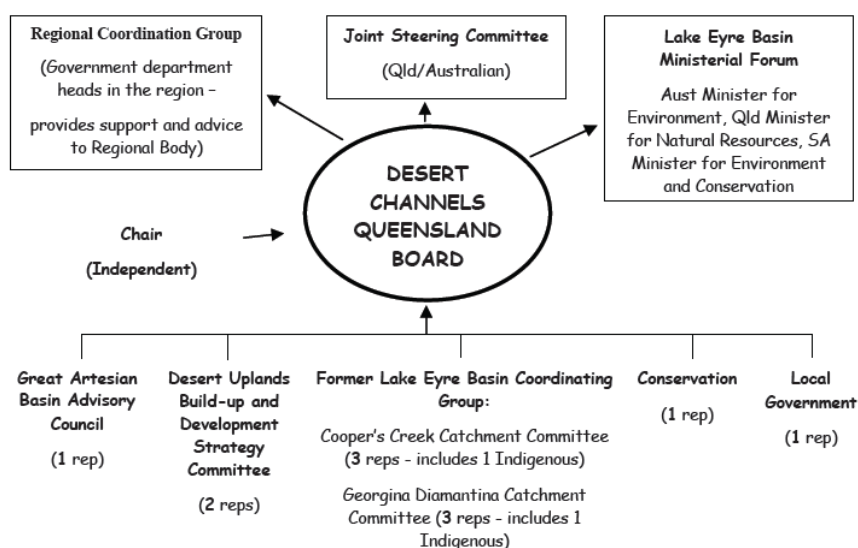 Regional Coordination Group
(Government department
heads in the region –
provides support and advice
to Regional Body)
Joint Steering Committee
(Qld/Australian)
Lake Eyre Basin
Ministerial Forum
Aust Minister for
Environment, Qld Minister
for Natural Resources, SA
Minister for Environment
and Conservation
DESERT
CHANNELS
QUEENSLAND
BOARD
Chair
(Independent)
Great Artesian
Basin Advisory
Council
(1 rep)
Desert Uplands
Build-up and
Development
Strategy
Committee
(2 reps)
Former Lake Eyre Basin Coordinating
Group:
Cooper's Creek Catchment Committee
(3 reps - includes 1 Indigenous)
Georgina Diamantina Catchment
Committee (3 reps - includes 1
Indigenous)
Conservation
(1 rep)
Local
Government
(1 rep)